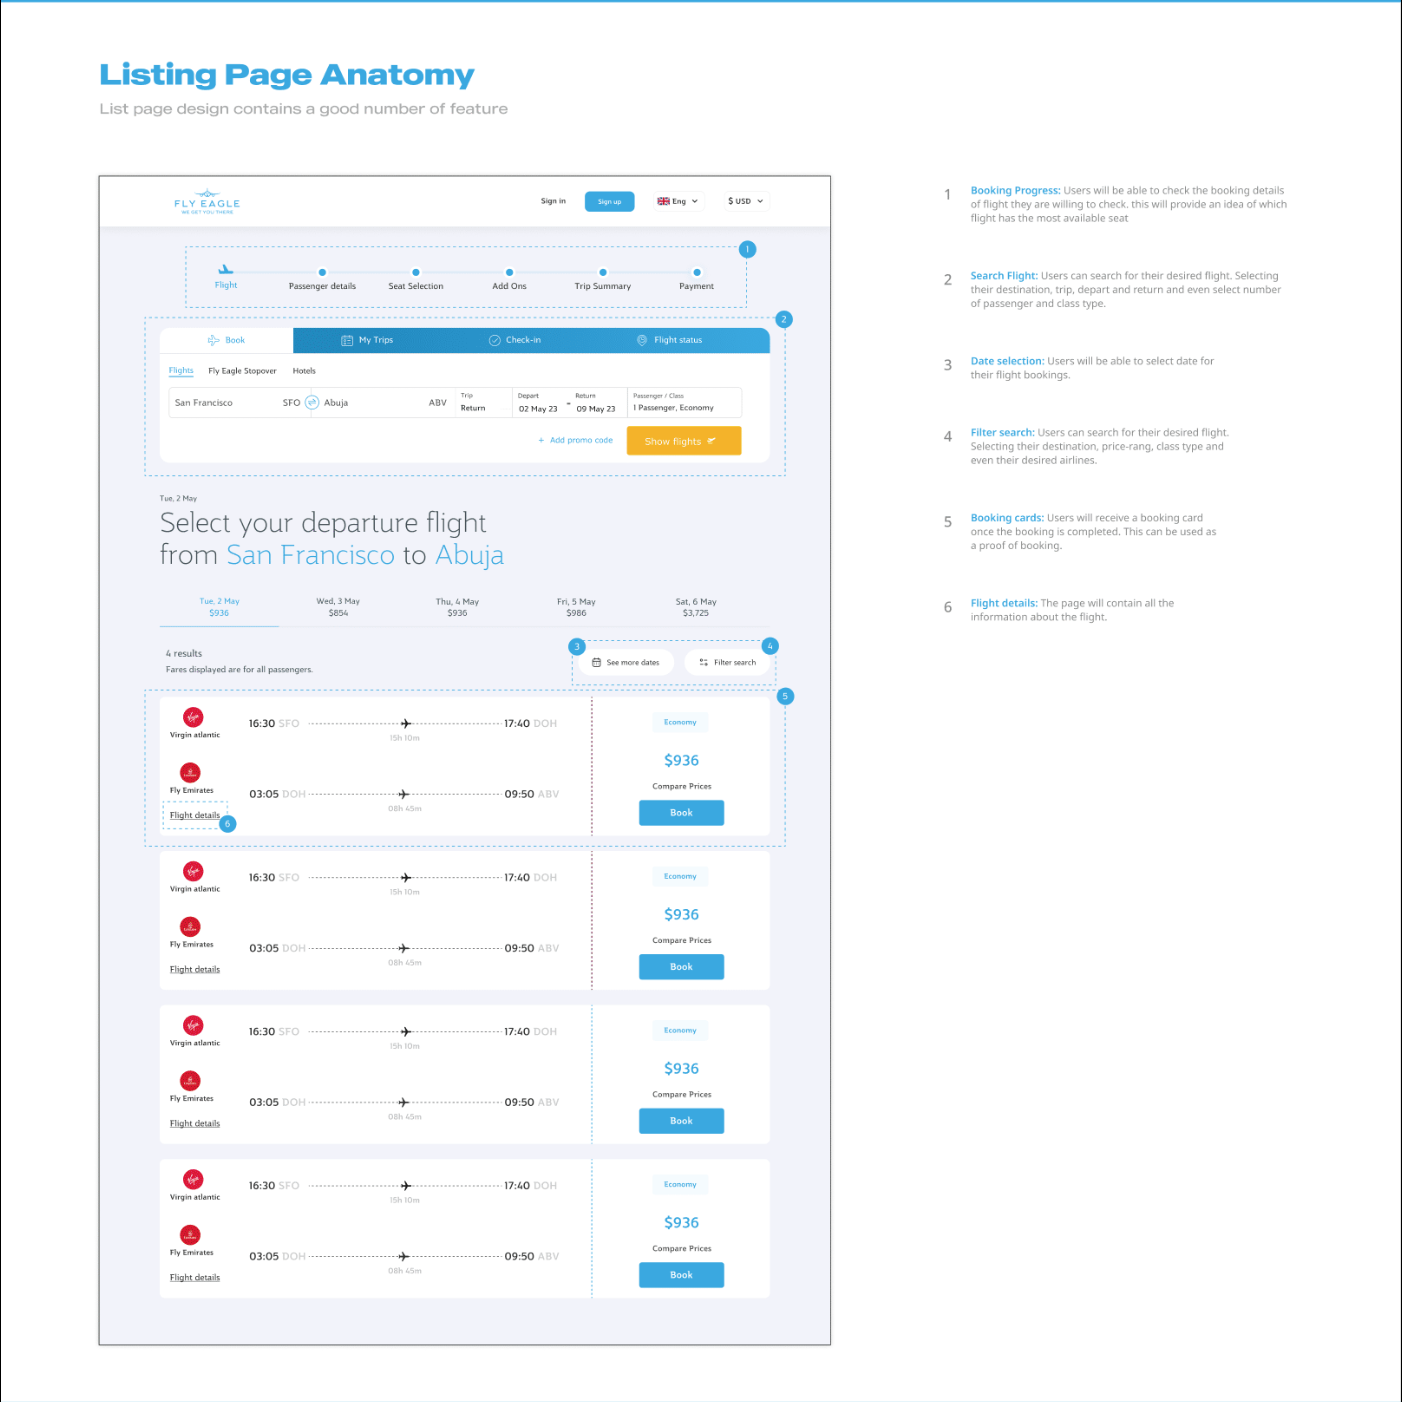 Listing Page Anatomy
List page design contains a good number of feature
FLY EAGLE
WE GET YOU THERE
Sign in
Sign up
Eng
$ USD
1
Flight
Passenger details
Seat Selection
Add Ons
Trip Summary
Payment
2
Book
My Trips
Check-in
Flight status
Flights
Fly Eagle Stopover
Hotels
San Francisco
SFO
Abuja
ABV
Trip
Return
Depart
02 May 23
-
Return
09 May 23
Passenger / Class
1 Passenger, Economy
+ Add promo code
Show flights
Tue, 2 May
Select your departure flight
from San Francisco to Abuja
Tue, 2 May
$936
Wed, 3 May
$854
Thu, 4 May
$936
Fri, 5 May
$986
Sat, 6 May
$3,725
4 results
Fares displayed are for all passengers.
3
See more dates
4
Filter search
5
Virgin atlantic
16:30 SFO
17:40 DOH
15h 10m
Fly Emirates
03:05 DOH
09:50 ABV
08h 45m
Flight details
6
Economy
$936
Compare Prices
Book
Virgin atlantic
16:30 SFO
17:40 DOH
15h 10m
Fly Emirates
03:05 DOH
09:50 ABV
08h 45m
Flight details
Economy
$936
Compare Prices
Book
Virgin atlantic
16:30 SFO
17:40 DOH
15h 10m
Fly Emirates
03:05 DOH
09:50 ABV
08h 45m
Flight details
Economy
$936
Compare Prices
Book
Virgin atlantic
16:30 SFO
17:40 DOH
15h 10m
Fly Emirates
03:05 DOH
09:50 ABV
08h 45m
Flight details
Economy
$936
Compare Prices
Book
1
Booking Progress: Users will be able to check the booking details
of flight they are willing to check. this will provide an idea of which
flight has the most available seat
2
Search Flight: Users can search for their desired flight. Selecting
their destination, trip, depart and return and even select number
of passenger and class type.
3
Date selection: Users will be able to select date for
their flight bookings.
4
Filter search: Users can search for their desired flight.
Selecting their destination, price-rang, class type and
even their desired airlines.
5
Booking cards: Users will receive a booking card
once the booking is completed. This can be used as
a proof of booking.
6
Flight details: The page will contain all the
information about the flight.